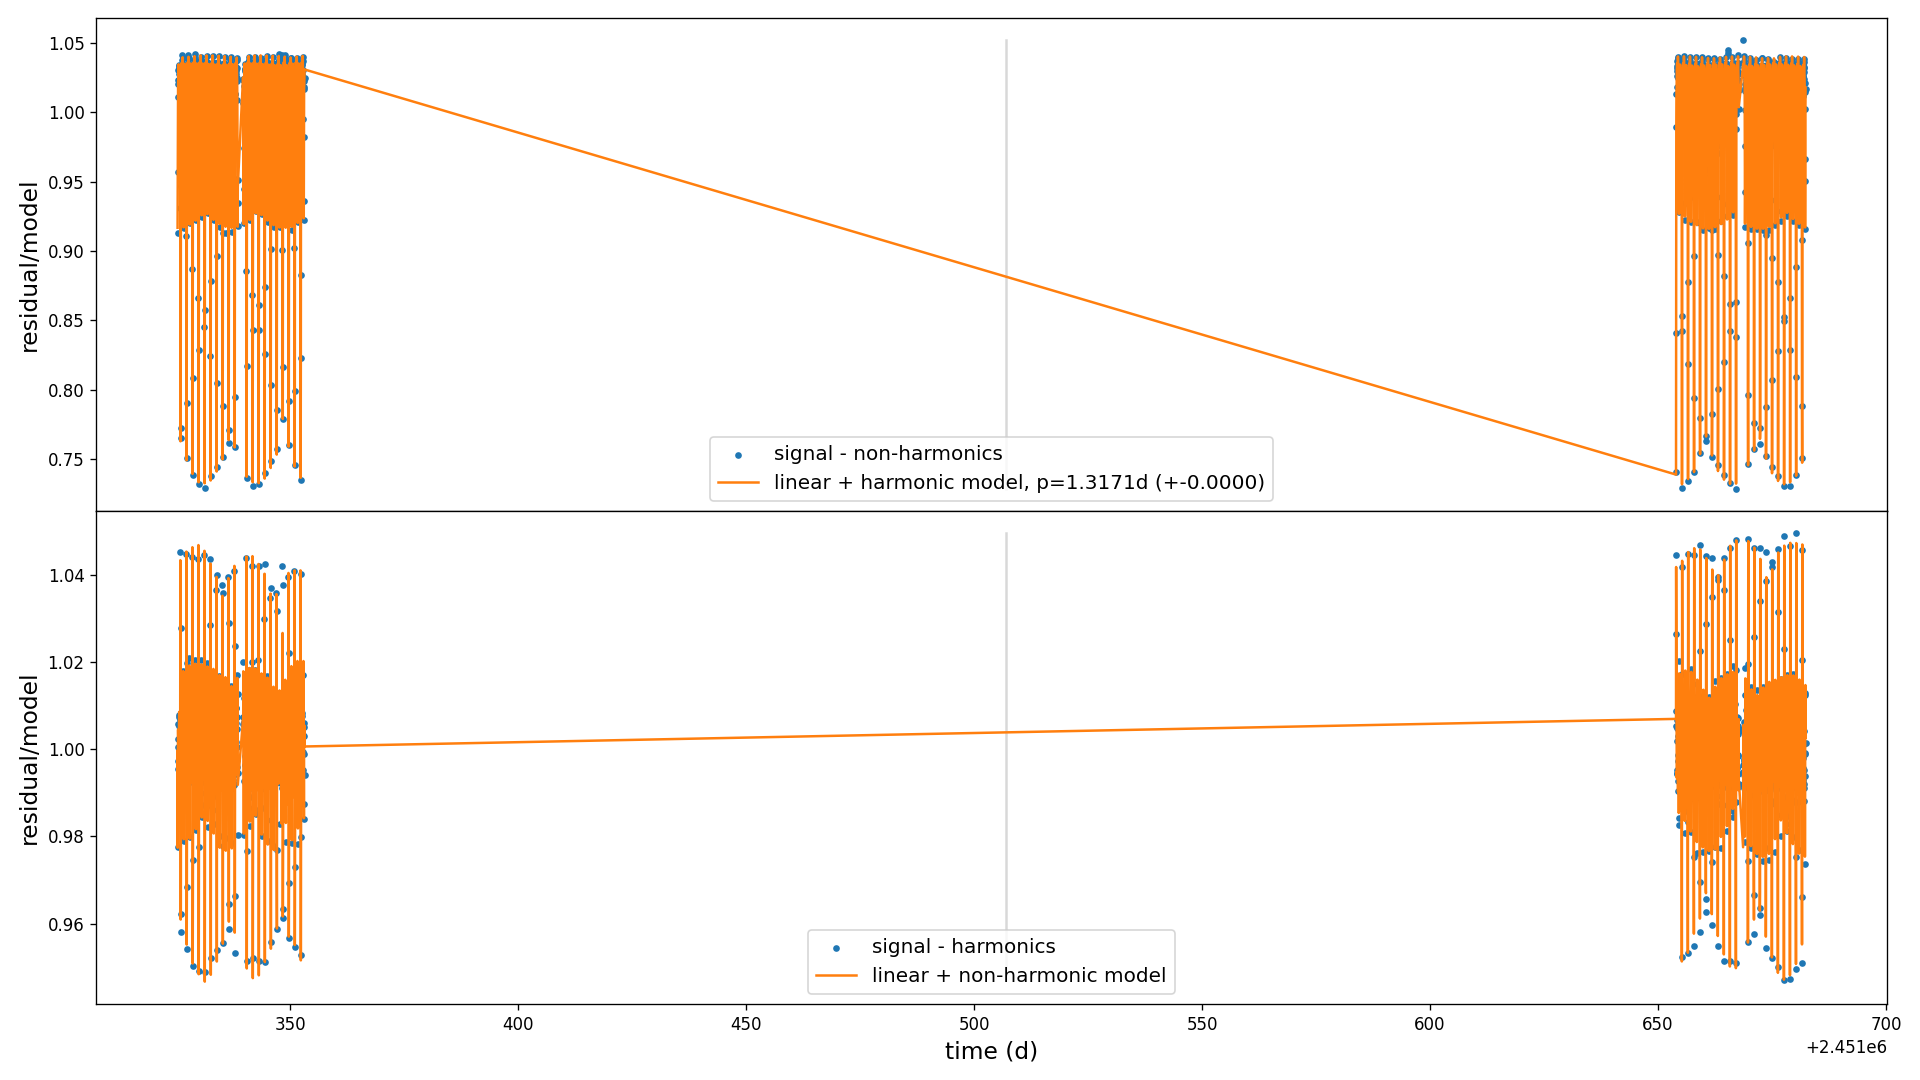 1.05
1.00
0.95
0.90
0.85
0.80
0.75
residual/model
signal - non-harmonics
linear + harmonic model, p=1.3171d (+-0.0000)
1.04
1.02
1.00
0.98
0.96
residual/model
signal - harmonics
linear + non-harmonic model
350 400 450 500 550 600 650 700
time (d)
+2.451e6